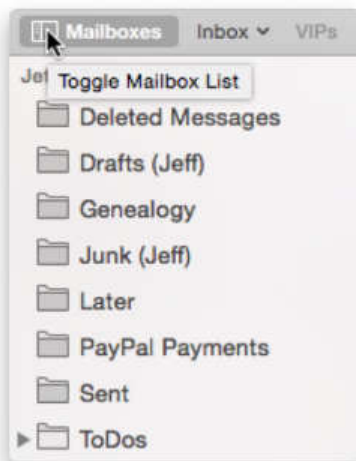 Mailboxes Inbox VIPs
Toggle Mailbox List
Deleted Messages
Drafts (Jeff)
Genealogy
Junk (Jeff)
Later
PayPal Payments
Sent
ToDos